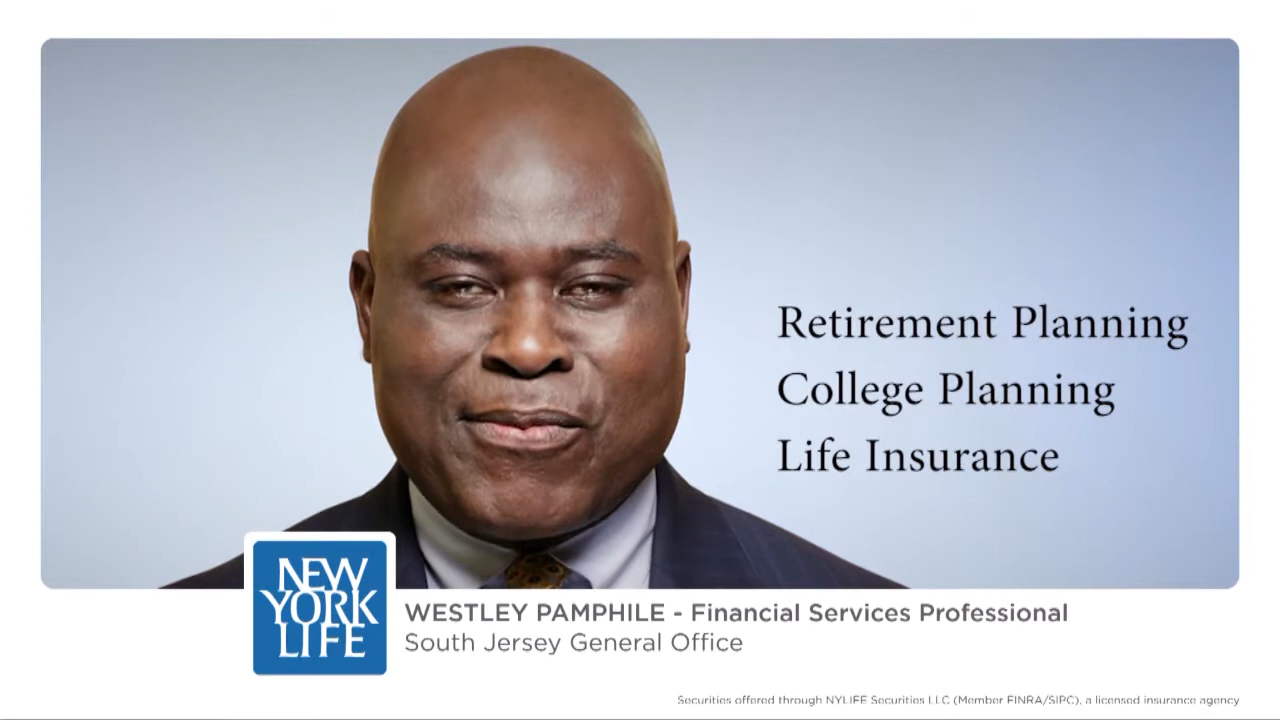 Retirement Planning
College Planning
Life Insurance
NEW
YORK
LIFE
WESTLEY PAMPHILE - Financial Services Professional
South Jersey General Office
Securities offered through NYLIFE Securities LLC (Member FINRA/SIPC), a licensed insurance agency